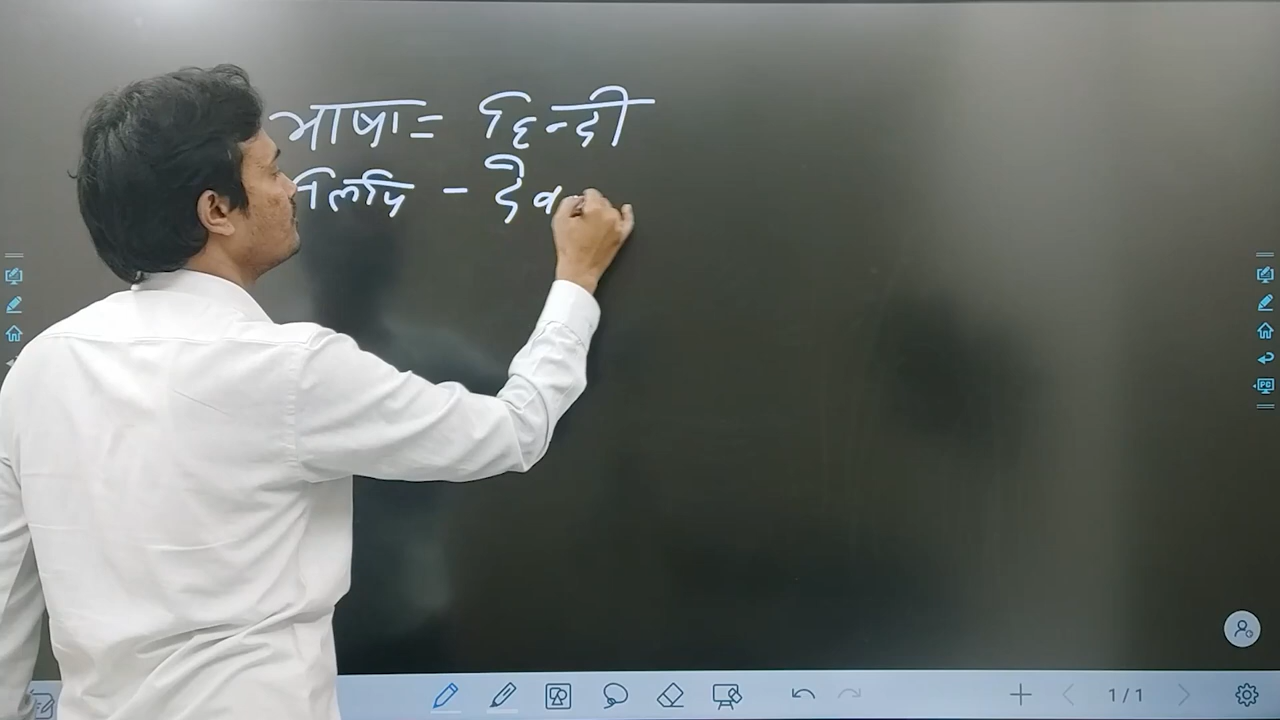 भाषा = हिन्दी
लिपि - देव
1/1